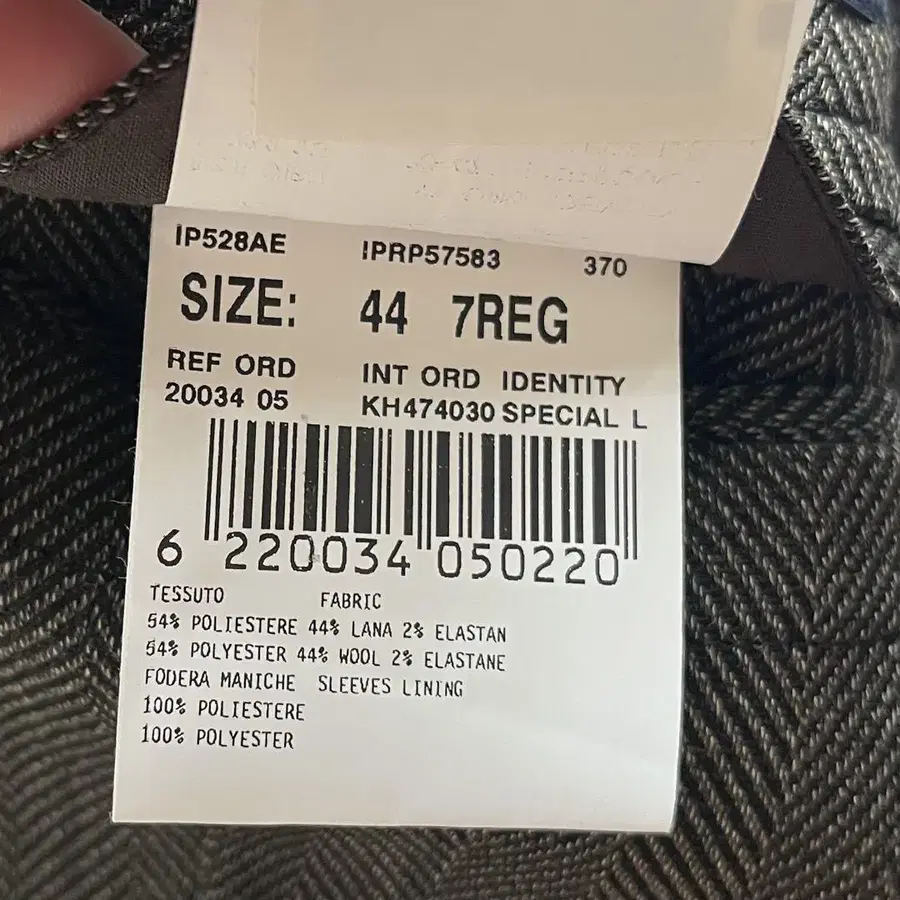 IP528AE IPRP57583 370
SIZE: 44 7REG
REF ORD INT ORD IDENTITY
20034 05 KH474030 SPECIAL L
6 220034 050220
TESSUTO FABRIC
54% POLIESTERE 44% LANA 2% ELASTAN
54% POLYESTER 44% WOOL 2% ELASTANE
FODERA MANICHE SLEEVES LINING
100% POLIESTERE
100% POLYESTER